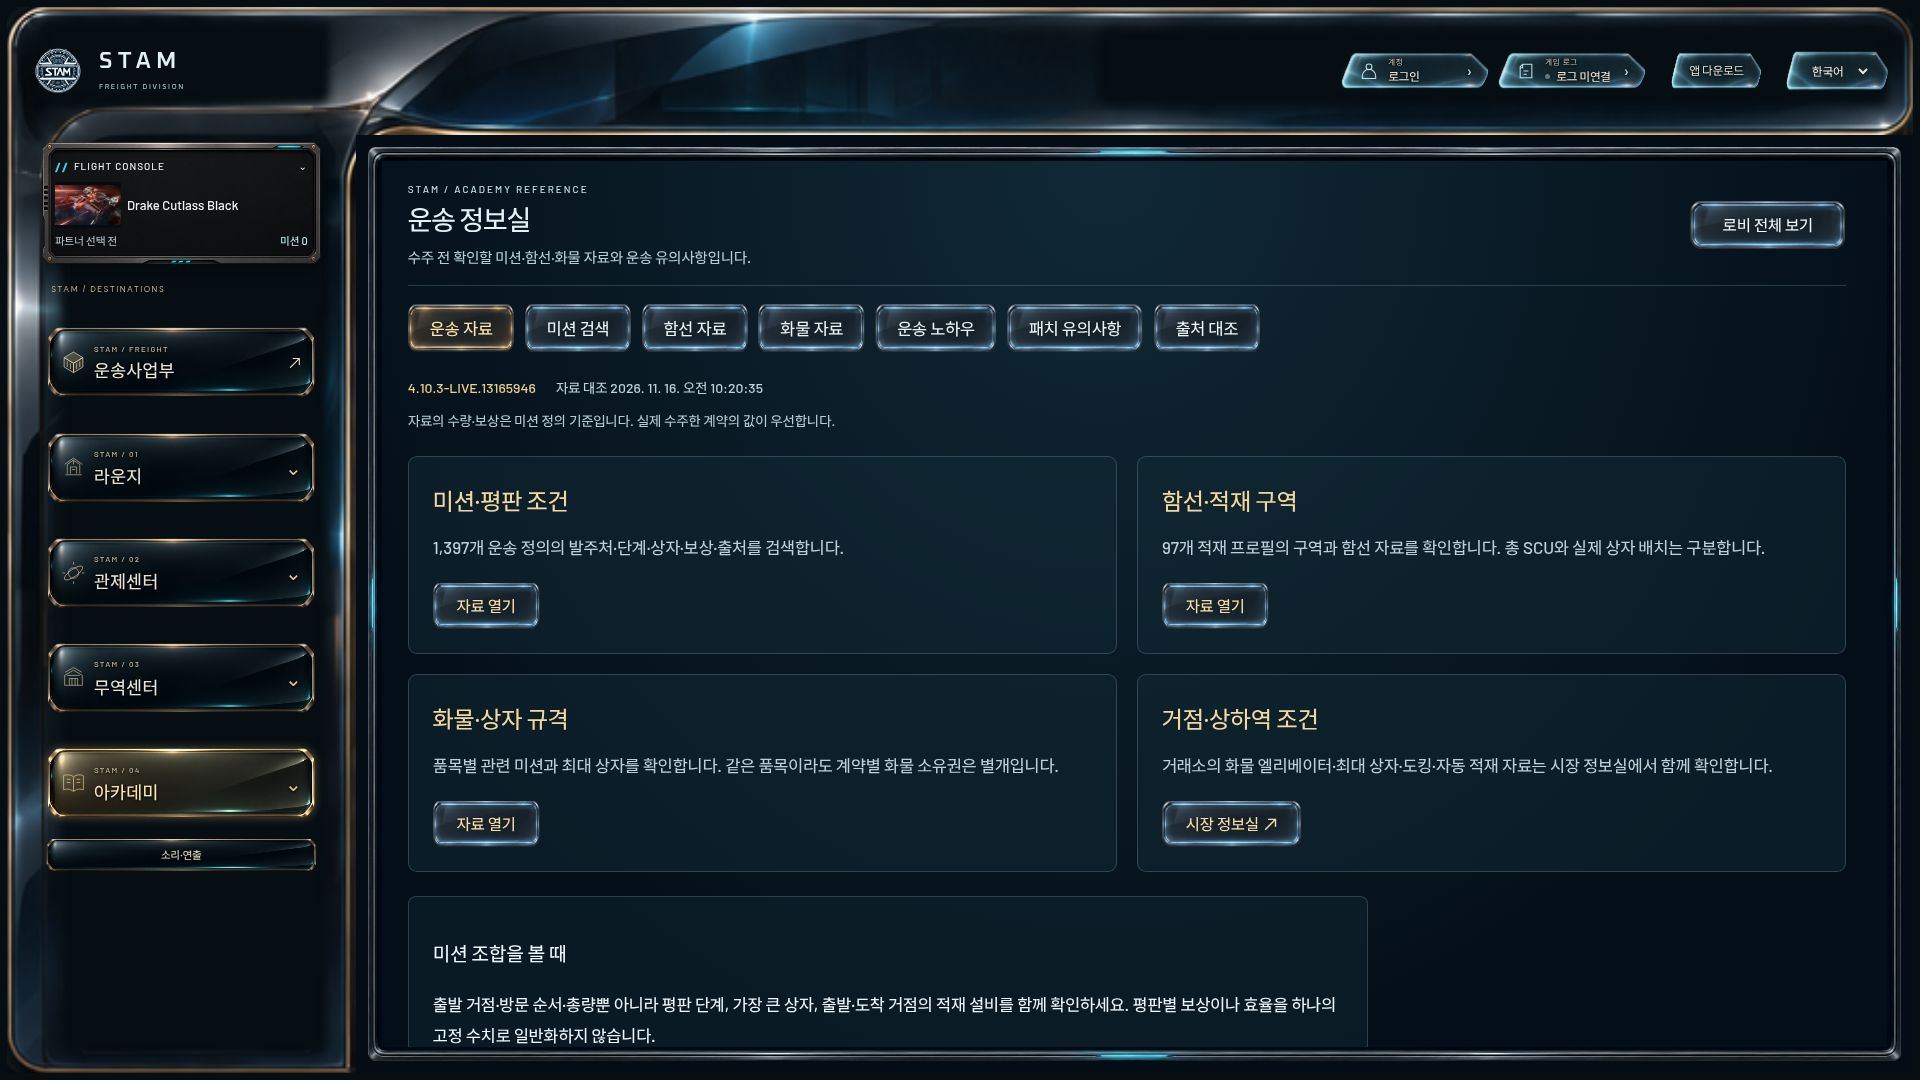 STAM
STAM
FREIGHT DIVISION
계정
로그인
게임 로그
로그 미연결
앱 다운로드
한국어
// FLIGHT CONSOLE
Drake Cutlass Black
파트너 선택 전
미션 0
STAM / DESTINATIONS
STAM / FREIGHT
운송사업부
STAM / 01
라운지
STAM / 02
관제센터
STAM / 03
무역센터
STAM / 04
아카데미
소리·연출
STAM / ACADEMY REFERENCE
운송 정보실
수주 전 확인할 미션·함선·화물 자료와 운송 유의사항입니다.
로비 전체 보기
운송 자료
미션 검색
함선 자료
화물 자료
운송 노하우
패치 유의사항
출처 대조
4.10.3-LIVE.13165946 자료 대조 2026. 11. 16. 오전 10:20:35
자료의 수량·보상은 미션 정의 기준입니다. 실제 수주한 계약의 값이 우선합니다.
미션·평판 조건
1,397개 운송 정의의 발주처·단계·상자·보상·출처를 검색합니다.
자료 열기
함선·적재 구역
97개 적재 프로필의 구역과 함선 자료를 확인합니다. 총 SCU와 실제 상자 배치는 구분합니다.
자료 열기
화물·상자 규격
품목별 관련 미션과 최대 상자를 확인합니다. 같은 품목이라도 계약별 화물 소유권은 별개입니다.
자료 열기
거점·상하역 조건
거래소의 화물 엘리베이터·최대 상자·도킹·자동 적재 자료는 시장 정보실에서 함께 확인합니다.
시장 정보실 ↗
미션 조합을 볼 때
출발 거점·방문 순서·총량뿐 아니라 평판 단계, 가장 큰 상자, 출발·도착 거점의 적재 설비를 함께 확인하세요. 평판별 보상이나 효율을 하나의
고정 수치로 일반화하지 않습니다.